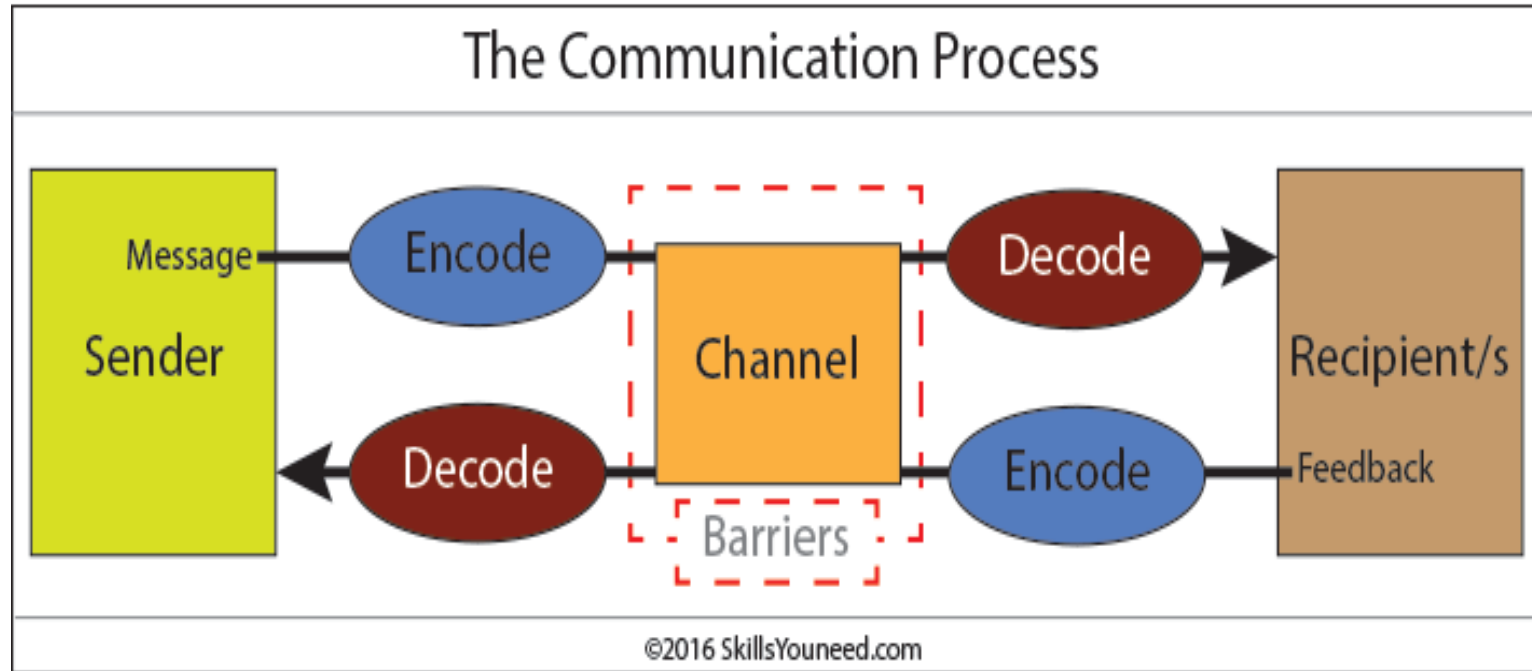 The Communication Process
Message
Encode
Decode
Sender
Channel
Recipient/s
Decode
Encode
Feedback
Barriers
©2016 SkillsYouneed.com